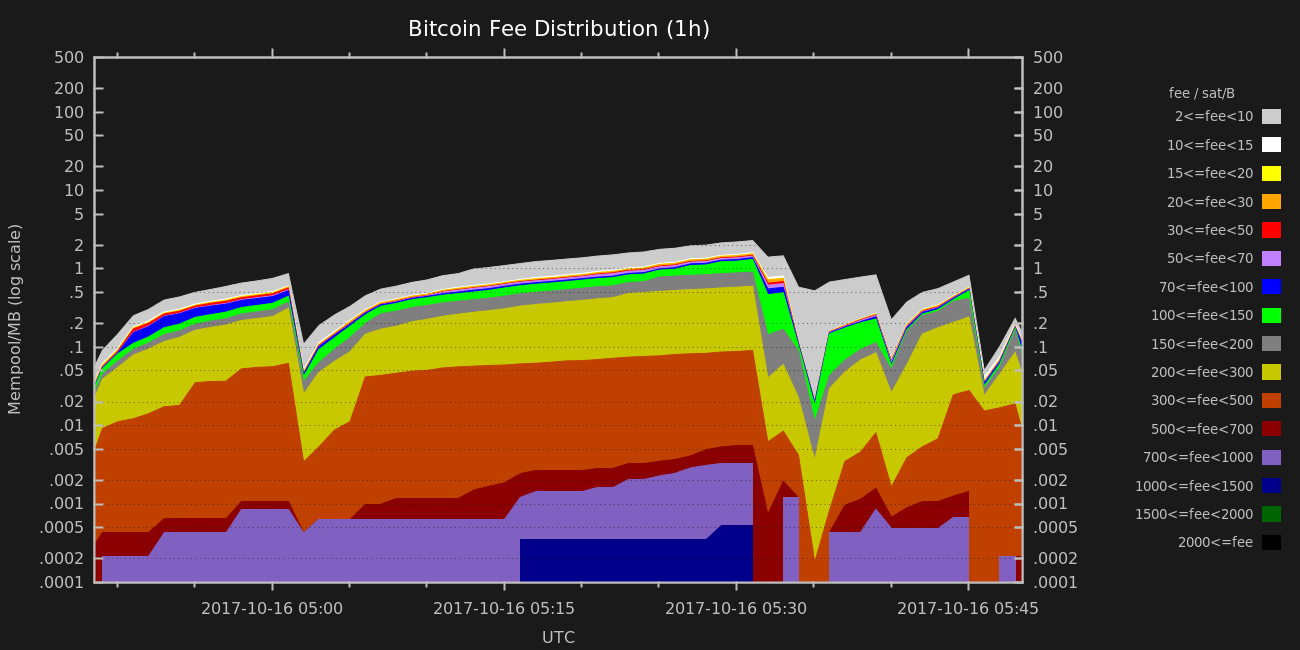 Bitcoin Fee Distribution (1h)
500 500
200 200
100 100
50 50
20 20
10 10
5 5
2 2
1 1
.5 .5
.2 .2
.1 .1
.05 .05
.02 .02
.01 .01
.005 .005
.002 .002
.001 .001
.0005 .0005
.0002 .0002
.0001 .0001
Mempool/MB (log scale)
2017-10-16 05:00 2017-10-16 05:15 2017-10-16 05:30 2017-10-16 05:45
UTC
fee / sat/B
2<=fee<10
10<=fee<15
15<=fee<20
20<=fee<30
30<=fee<50
50<=fee<70
70<=fee<100
100<=fee<150
150<=fee<200
200<=fee<300
300<=fee<500
500<=fee<700
700<=fee<1000
1000<=fee<1500
1500<=fee<2000
2000<=fee